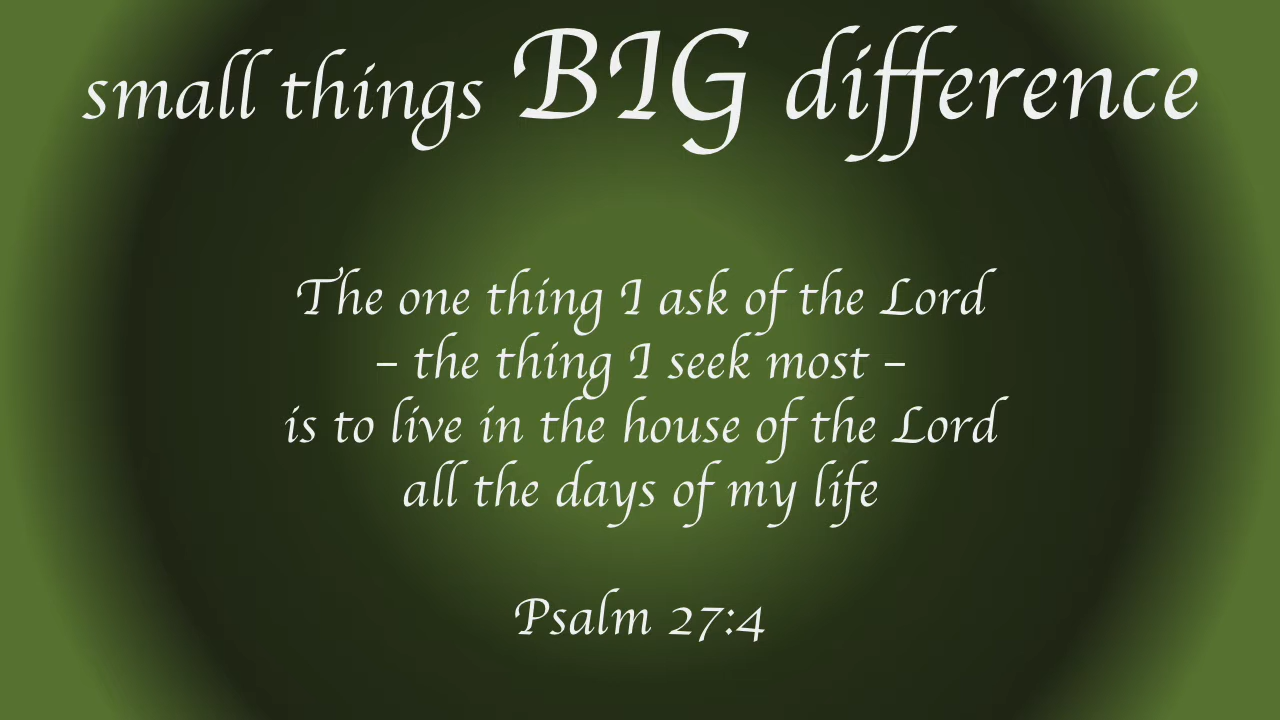 small things BIG difference
The one thing I ask of the Lord
– the thing I seek most –
is to live in the house of the Lord
all the days of my life
Psalm 27:4